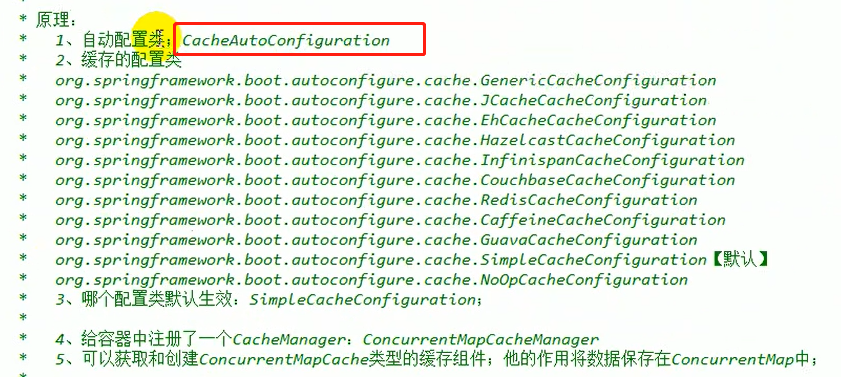 * 原理：
* 1、自动配置类；CacheAutoConfiguration
* 2、缓存的配置类
* org.springframework.boot.autoconfigure.cache.GenericCacheConfiguration
* org.springframework.boot.autoconfigure.cache.JCacheCacheConfiguration
* org.springframework.boot.autoconfigure.cache.EhCacheCacheConfiguration
* org.springframework.boot.autoconfigure.cache.HazelcastCacheConfiguration
* org.springframework.boot.autoconfigure.cache.InfinispanCacheConfiguration
* org.springframework.boot.autoconfigure.cache.CouchbaseCacheConfiguration
* org.springframework.boot.autoconfigure.cache.RedisCacheConfiguration
* org.springframework.boot.autoconfigure.cache.CaffeineCacheConfiguration
* org.springframework.boot.autoconfigure.cache.GuavaCacheConfiguration
* org.springframework.boot.autoconfigure.cache.SimpleCacheConfiguration【默认】
* org.springframework.boot.autoconfigure.cache.NoOpCacheConfiguration
* 3、哪个配置类默认生效：SimpleCacheConfiguration；
*
* 4、给容器中注册了一个CacheManager：ConcurrentMapCacheManager
* 5、可以获取和创建ConcurrentMapCache类型的缓存组件；他的作用将数据保存在ConcurrentMap中；
*